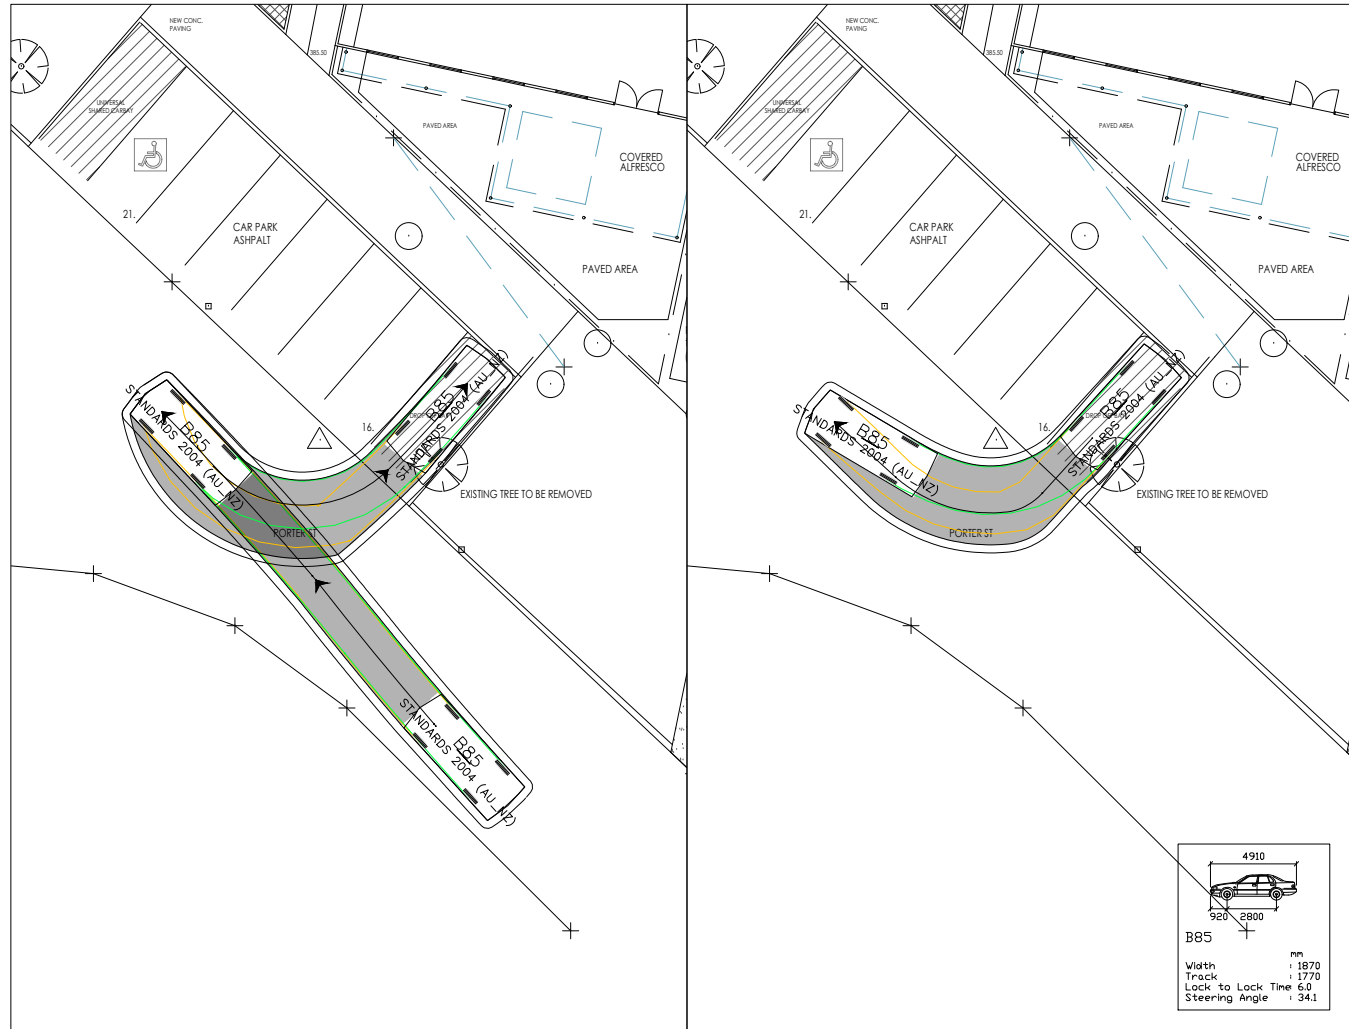 NEW CONC.
PAVING
385.50
UNIVERSAL
SHARED CARBAY
PAVED AREA
COVERED
ALFRESCO
21.
CAR PARK
ASHPALT
PAVED AREA
B85
STANDARDS 2004 (AU_NZ)
16.
B85
STANDARDS 2004 (AU_NZ)
EXISTING TREE TO BE REMOVED
PORTER ST
B85
STANDARDS 2004 (AU_NZ)
NEW CONC.
PAVING
385.50
UNIVERSAL
SHARED CARBAY
PAVED AREA
COVERED
ALFRESCO
21.
CAR PARK
ASHPALT
PAVED AREA
B85
STANDARDS 2004 (AU_NZ)
16.
B85
STANDARDS 2004 (AU_NZ)
EXISTING TREE TO BE REMOVED
PORTER ST
4910
920 2800
B85
mm
Width : 1870
Track : 1770
Lock to Lock Time 6.0
Steering Angle : 34.1